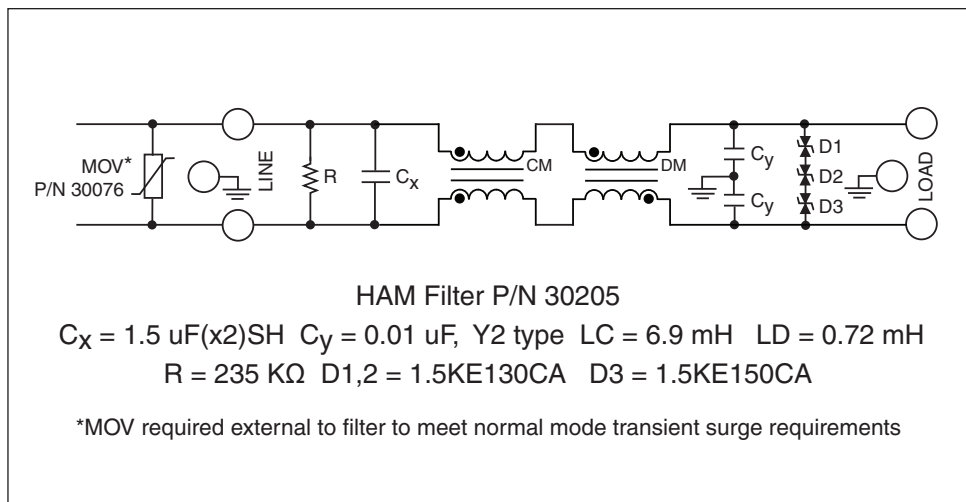 MOV*
P/N 30076
LINE
R
Cx
CM
DM
Cy
Cy
D1
D2
D3
LOAD
HAM Filter P/N 30205
Cx = 1.5 uF(x2)SH Cy = 0.01 uF, Y2 type LC = 6.9 mH LD = 0.72 mH
R = 235 KΩ D1,2 = 1.5KE130CA D3 = 1.5KE150CA
*MOV required external to filter to meet normal mode transient surge requirements